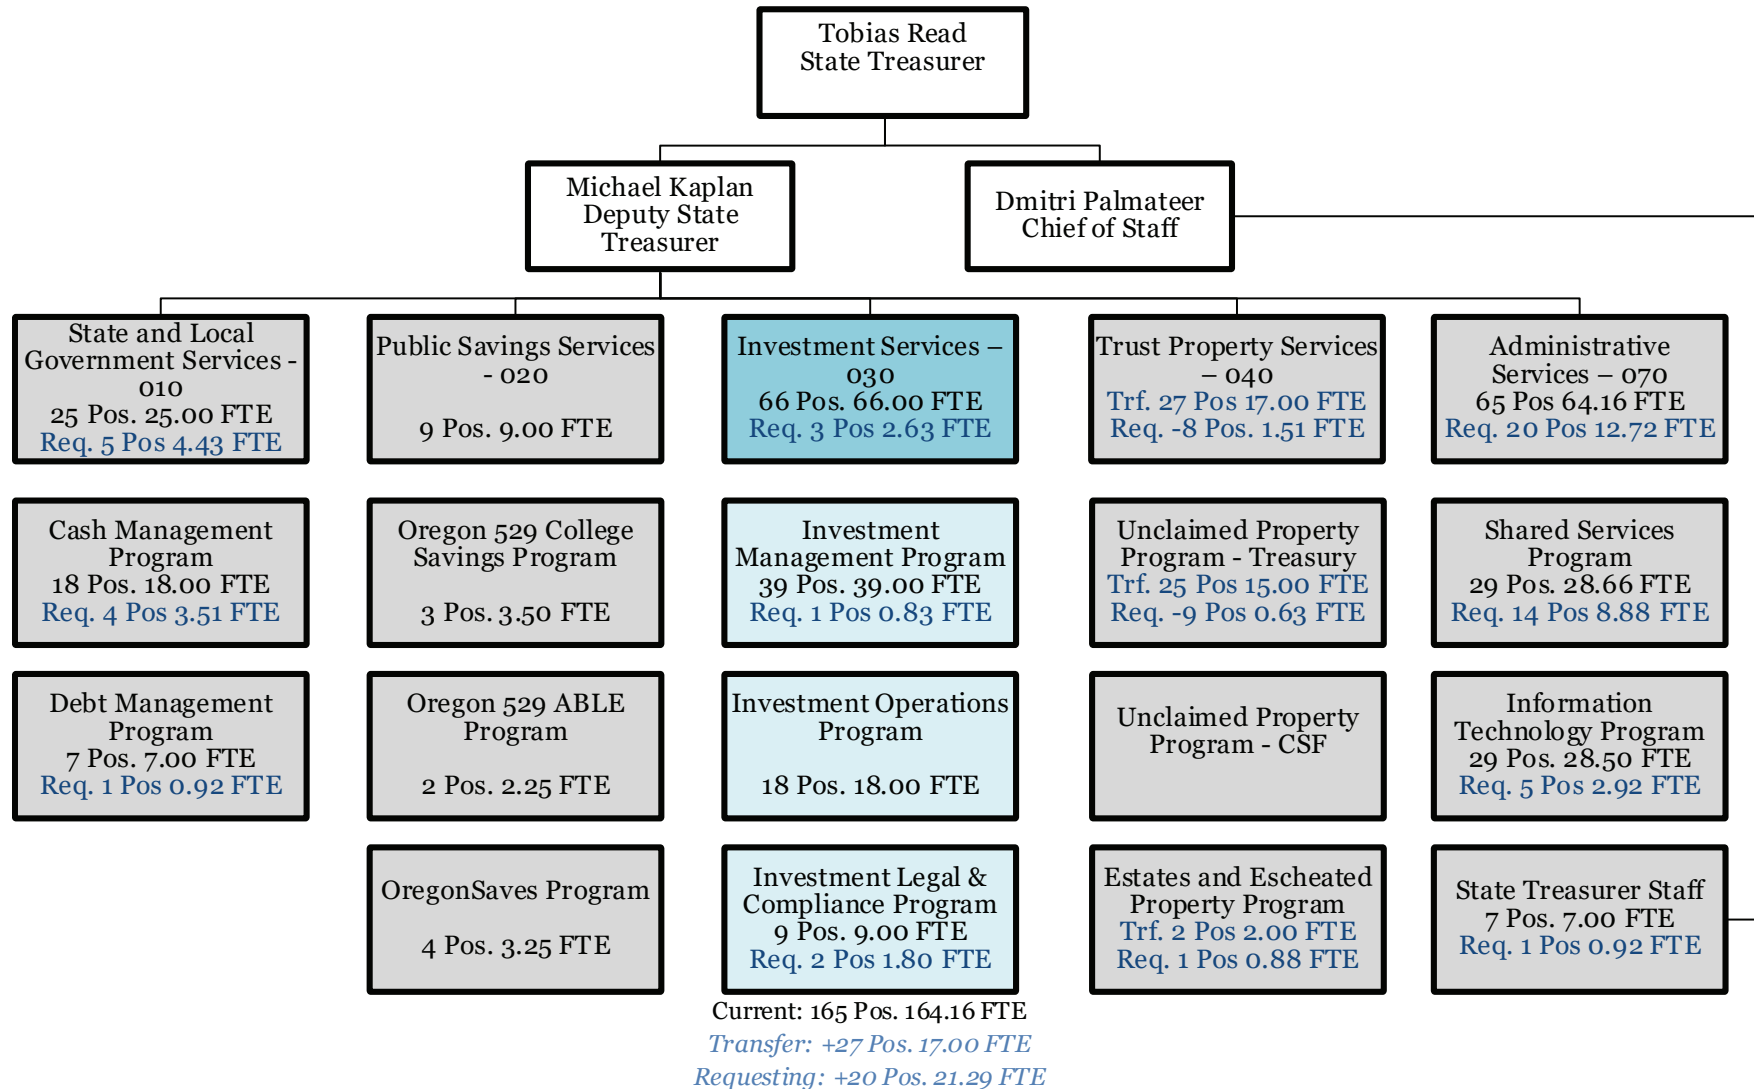 Tobias Read
State Treasurer
Michael Kaplan
Deputy State
Treasurer
Dmitri Palmateer
Chief of Staff
State and Local
Government Services -
010
25 Pos. 25.00 FTE
Req. 5 Pos 4.43 FTE
Public Savings Services
- 020
9 Pos. 9.00 FTE
Investment Services –
030
66 Pos. 66.00 FTE
Req. 3 Pos 2.63 FTE
Trust Property Services
– 040
Trf. 27 Pos 17.00 FTE
Req. -8 Pos. 1.51 FTE
Administrative
Services – 070
65 Pos 64.16 FTE
Req. 20 Pos 12.72 FTE
Cash Management
Program
18 Pos. 18.00 FTE
Req. 4 Pos 3.51 FTE
Oregon 529 College
Savings Program
3 Pos. 3.50 FTE
Investment
Management Program
39 Pos. 39.00 FTE
Req. 1 Pos 0.83 FTE
Unclaimed Property
Program - Treasury
Trf. 25 Pos 15.00 FTE
Req. -9 Pos 0.63 FTE
Shared Services
Program
29 Pos. 28.66 FTE
Req. 14 Pos 8.88 FTE
Debt Management
Program
7 Pos. 7.00 FTE
Req. 1 Pos 0.92 FTE
Oregon 529 ABLE
Program
2 Pos. 2.25 FTE
Investment Operations
Program
18 Pos. 18.00 FTE
Unclaimed Property
Program - CSF
Information
Technology Program
29 Pos. 28.50 FTE
Req. 5 Pos 2.92 FTE
OregonSaves Program
4 Pos. 3.25 FTE
Investment Legal &
Compliance Program
9 Pos. 9.00 FTE
Req. 2 Pos 1.80 FTE
Estates and Escheated
Property Program
Trf. 2 Pos 2.00 FTE
Req. 1 Pos 0.88 FTE
State Treasurer Staff
7 Pos. 7.00 FTE
Req. 1 Pos 0.92 FTE
Current: 165 Pos. 164.16 FTE
Transfer: +27 Pos. 17.00 FTE
Requesting: +20 Pos. 21.29 FTE